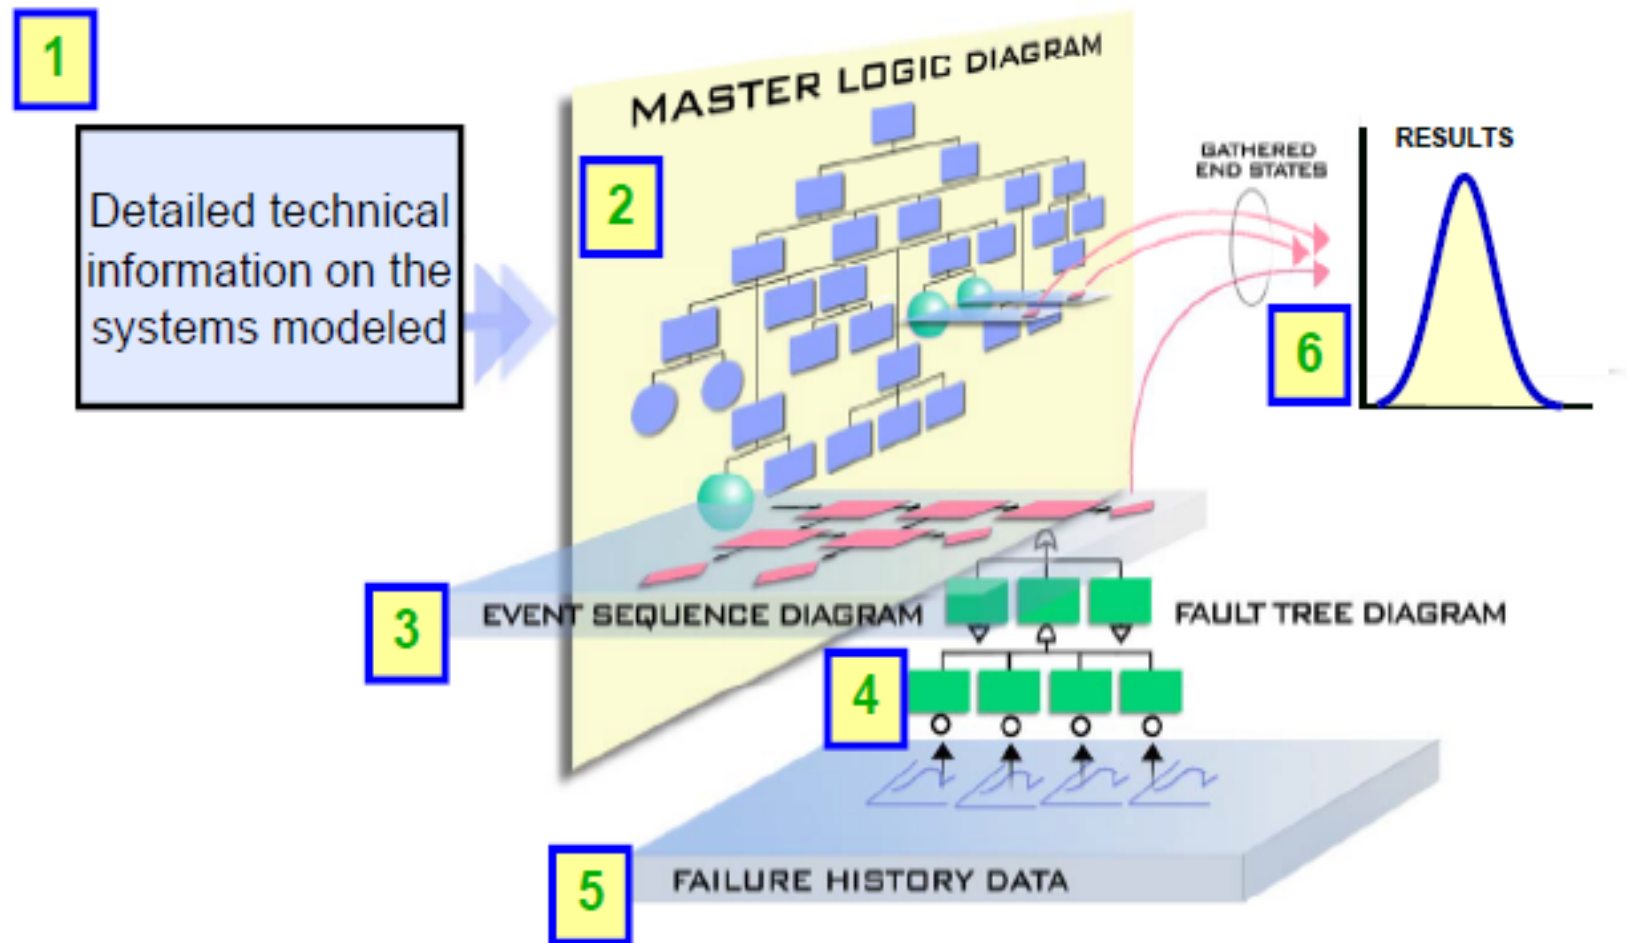 1
Detailed technical
information on the
systems modeled
MASTER LOGIC DIAGRAM
2
GATHERED
END STATES
RESULTS
6
3
EVENT SEQUENCE DIAGRAM
FAULT TREE DIAGRAM
4
5
FAILURE HISTORY DATA